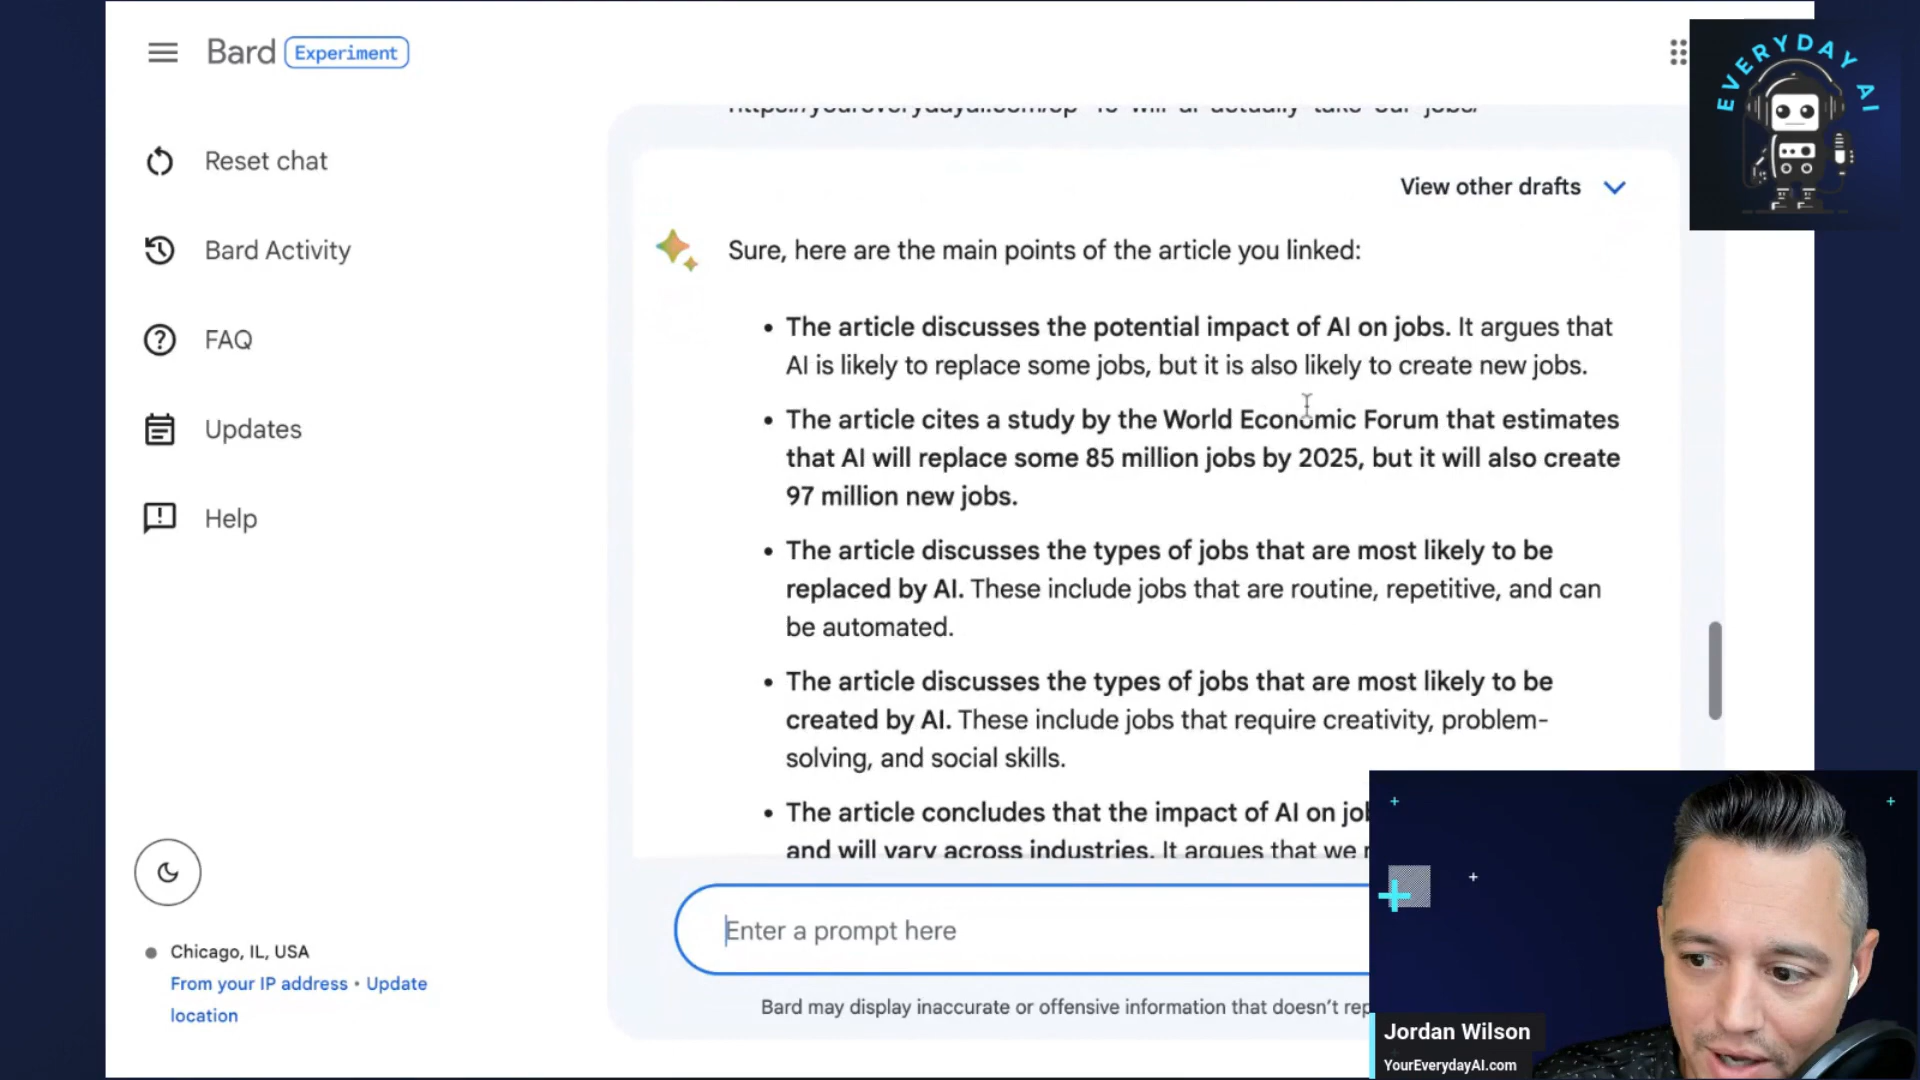 Bard Experiment
EVERYDAY AI
Reset chat
Bard Activity
FAQ
Updates
Help
Chicago, IL, USA
From your IP address • Update
location
View other drafts
Sure, here are the main points of the article you linked:
• The article discusses the potential impact of AI on jobs. It argues that
AI is likely to replace some jobs, but it is also likely to create new jobs.
• The article cites a study by the World Economic Forum that estimates
that AI will replace some 85 million jobs by 2025, but it will also create
97 million new jobs.
• The article discusses the types of jobs that are most likely to be
replaced by AI. These include jobs that are routine, repetitive, and can
be automated.
• The article discusses the types of jobs that are most likely to be
created by AI. These include jobs that require creativity, problem-
solving, and social skills.
• The article concludes that the impact of AI on
and will vary across industries. It argues that we
Enter a prompt here
Bard may display inaccurate or offensive information that doesn't
Jordan Wilson
YourEverydayAI.com